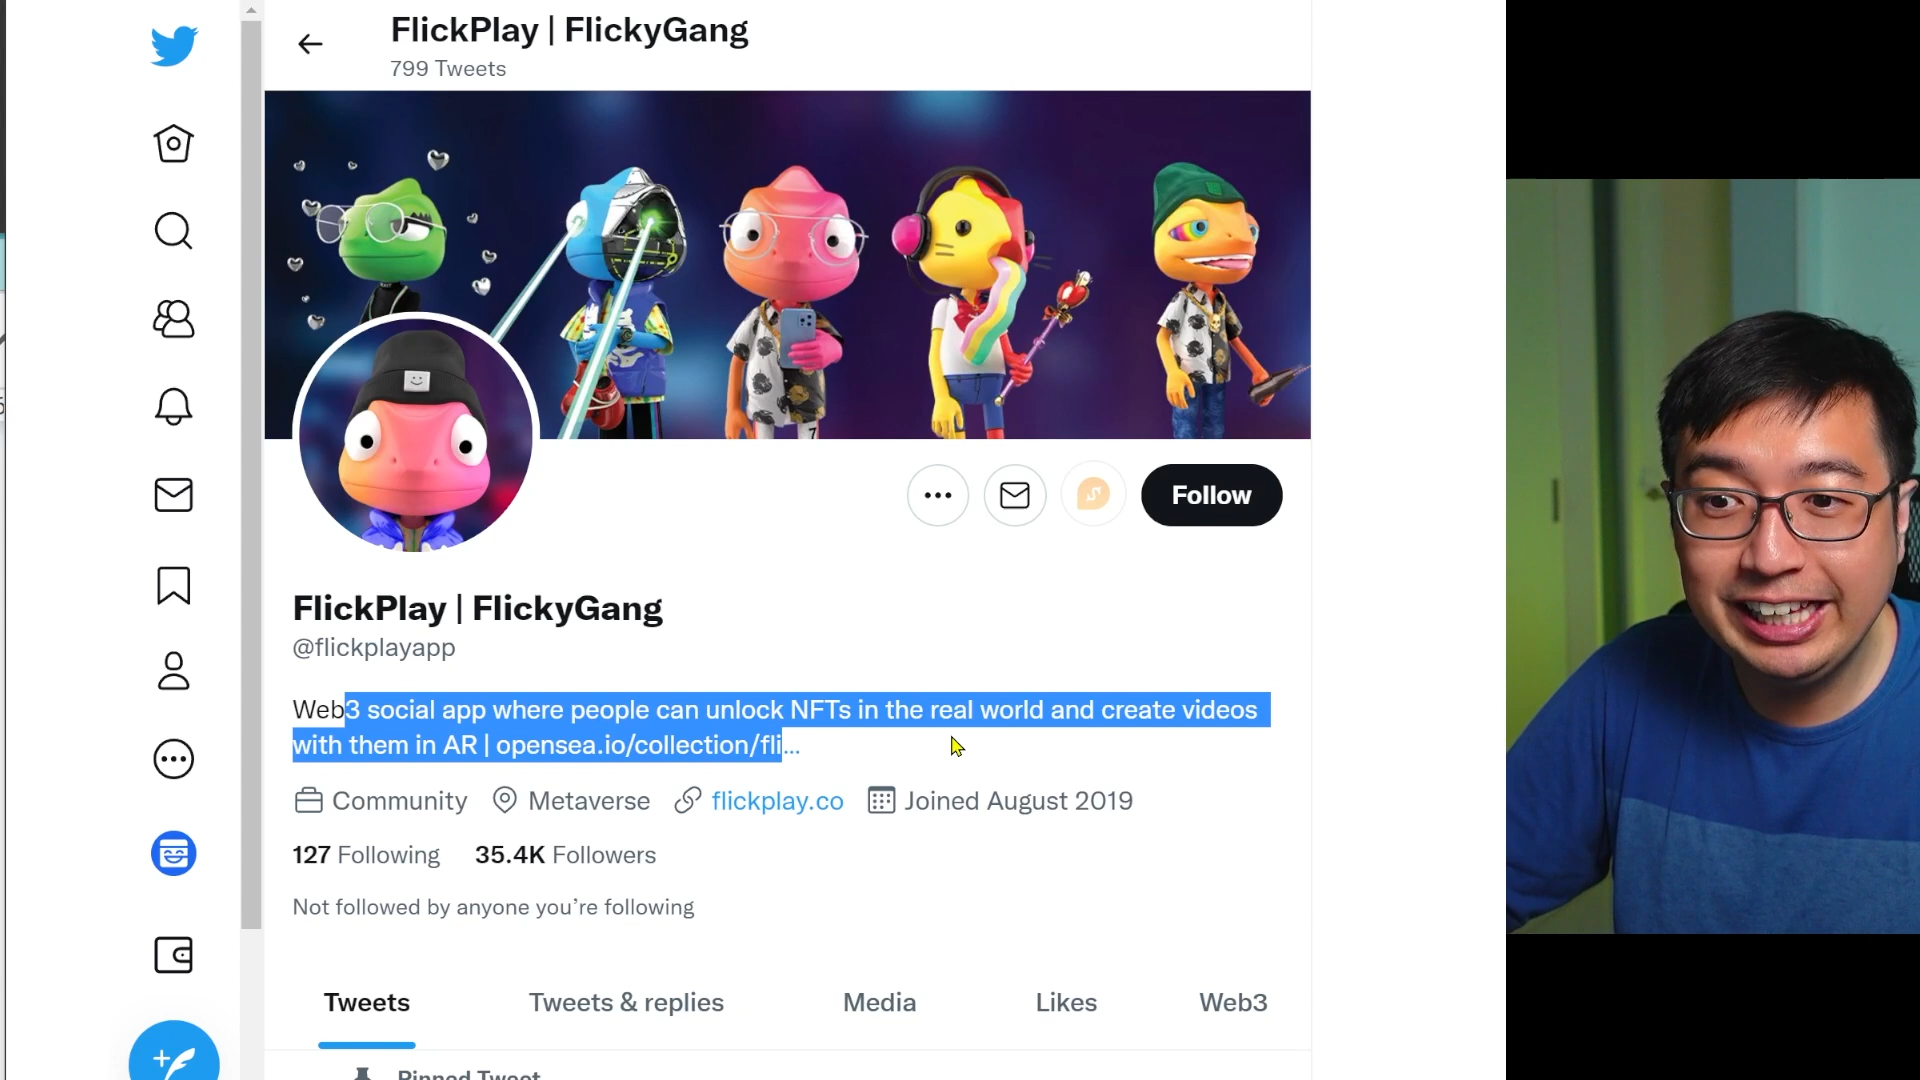 FlickPlay | FlickyGang
799 Tweets
Follow
FlickPlay | FlickyGang
@flickplayapp
Web3 social app where people can unlock NFTs in the real world and create videos
with them in AR | opensea.io/collection/fli...
Community Metaverse flickplay.co Joined August 2019
127 Following 35.4K Followers
Not followed by anyone you’re following
Tweets Tweets & replies Media Likes Web3
Pinned Tweet